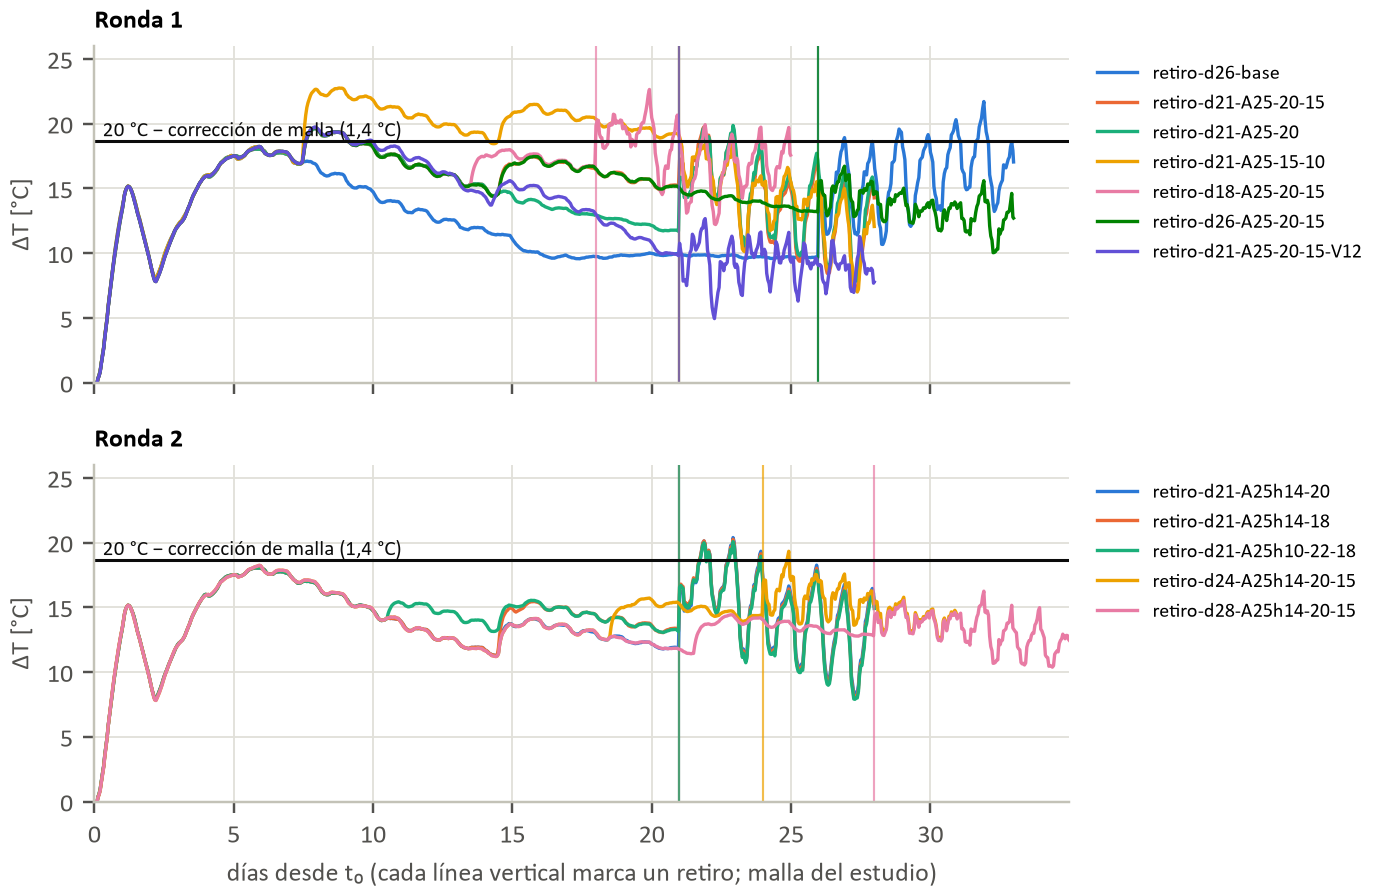 Ronda 1
25
20
15
10
5
0
ΔT [°C]
20 °C – corrección de malla (1,4 °C)
retiro-d26-base
retiro-d21-A25-20-15
retiro-d21-A25-20
retiro-d21-A25-15-10
retiro-d18-A25-20-15
retiro-d26-A25-20-15
retiro-d21-A25-20-15-V12
Ronda 2
25
20
15
10
5
0
ΔT [°C]
20 °C – corrección de malla (1,4 °C)
retiro-d21-A25h14-20
retiro-d21-A25h14-18
retiro-d21-A25h10-22-18
retiro-d24-A25h14-20-15
retiro-d28-A25h14-20-15
0 5 10 15 20 25 30
días desde t₀ (cada línea vertical marca un retiro; malla del estudio)